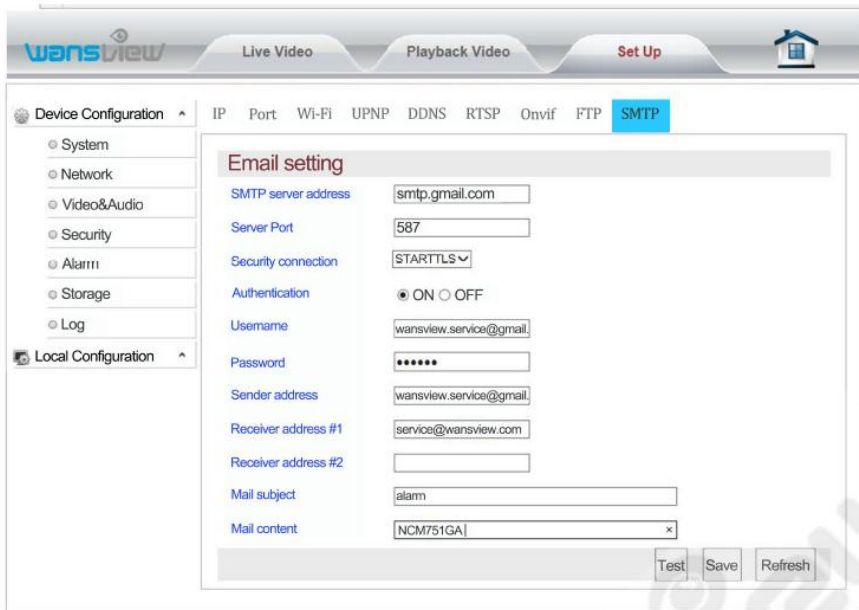 wansview
Live Video
Playback Video
Set Up
Device Configuration
IP Port Wi-Fi UPNP DDNS RTSP Onvif FTP SMTP
System
Network
Video&Audio
Security
Alarm
Storage
Log
Local Configuration
Email setting
SMTP server address smtp.gmail.com
Server Port 587
Security connection STARTTLS
Authentication ON OFF
Username wansview.service@gmail.
Password ••••••
Sender address wansview.service@gmail.
Receiver address #1 service@wansview.com
Receiver address #2
Mail subject alarm
Mail content NCM751GA ×
Test Save Refresh